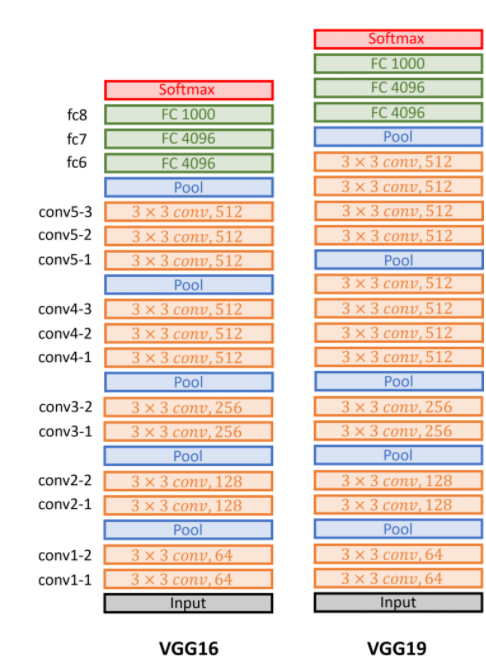 Softmax
FC 1000
FC 4096
FC 4096
Pool
3 × 3 conv, 512
3 × 3 conv, 512
3 × 3 conv, 512
3 × 3 conv, 512
Pool
3 × 3 conv, 512
3 × 3 conv, 512
3 × 3 conv, 512
3 × 3 conv, 512
Pool
3 × 3 conv, 256
3 × 3 conv, 256
Pool
3 × 3 conv, 128
3 × 3 conv, 128
Pool
3 × 3 conv, 64
3 × 3 conv, 64
Input
VGG19
Softmax
fc8 FC 1000
fc7 FC 4096
fc6 FC 4096
Pool
conv5-3 3 × 3 conv, 512
conv5-2 3 × 3 conv, 512
conv5-1 3 × 3 conv, 512
Pool
conv4-3 3 × 3 conv, 512
conv4-2 3 × 3 conv, 512
conv4-1 3 × 3 conv, 512
Pool
conv3-2 3 × 3 conv, 256
conv3-1 3 × 3 conv, 256
Pool
conv2-2 3 × 3 conv, 128
conv2-1 3 × 3 conv, 128
Pool
conv1-2 3 × 3 conv, 64
conv1-1 3 × 3 conv, 64
Input
VGG16